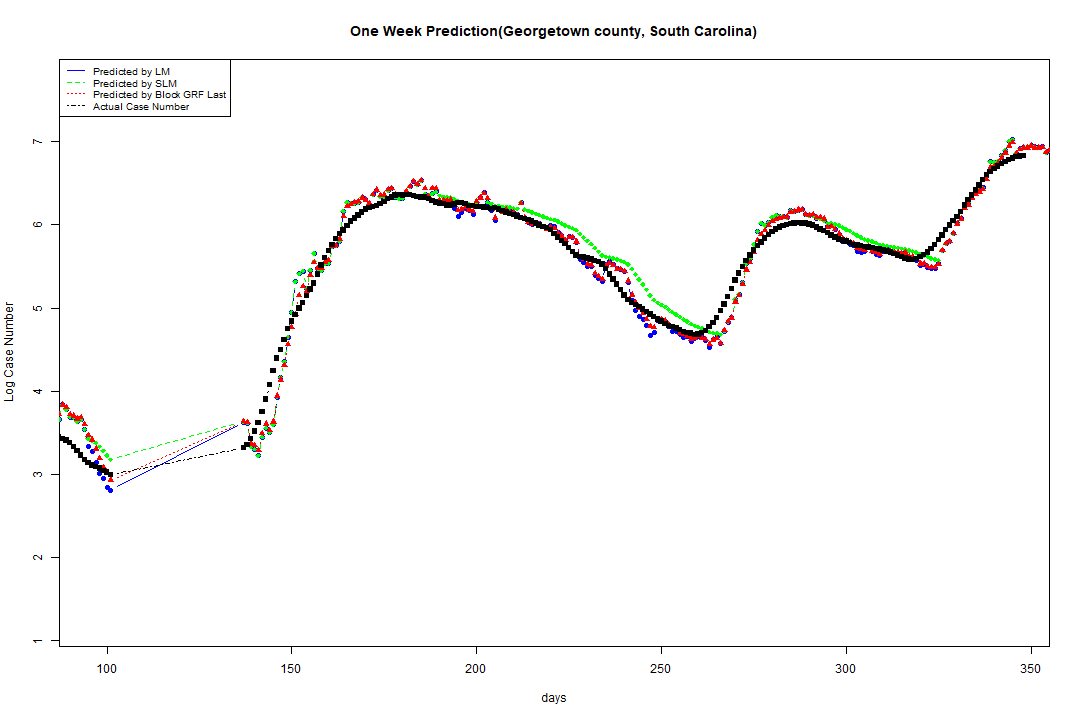 One Week Prediction(Georgetown county, South Carolina)
Predicted by LM
Predicted by SLM
Predicted by Block GRF Last
Actual Case Number
7
6
5
4
3
2
1
Log Case Number
100 150 200 250 300 350
days